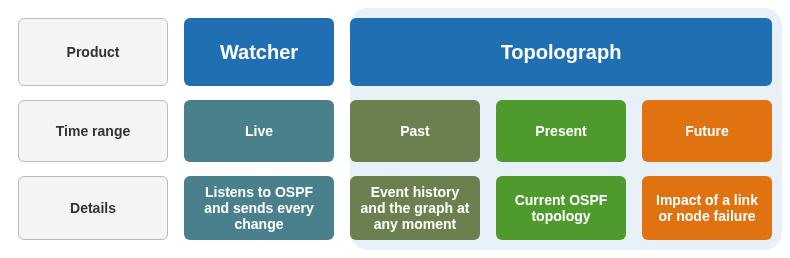 Product
Watcher
Topolograph
Time range
Live
Past
Present
Future
Details
Listens to OSPF
and sends every
change
Event history
and the graph at
any moment
Current OSPF
topology
Impact of a link
or node failure